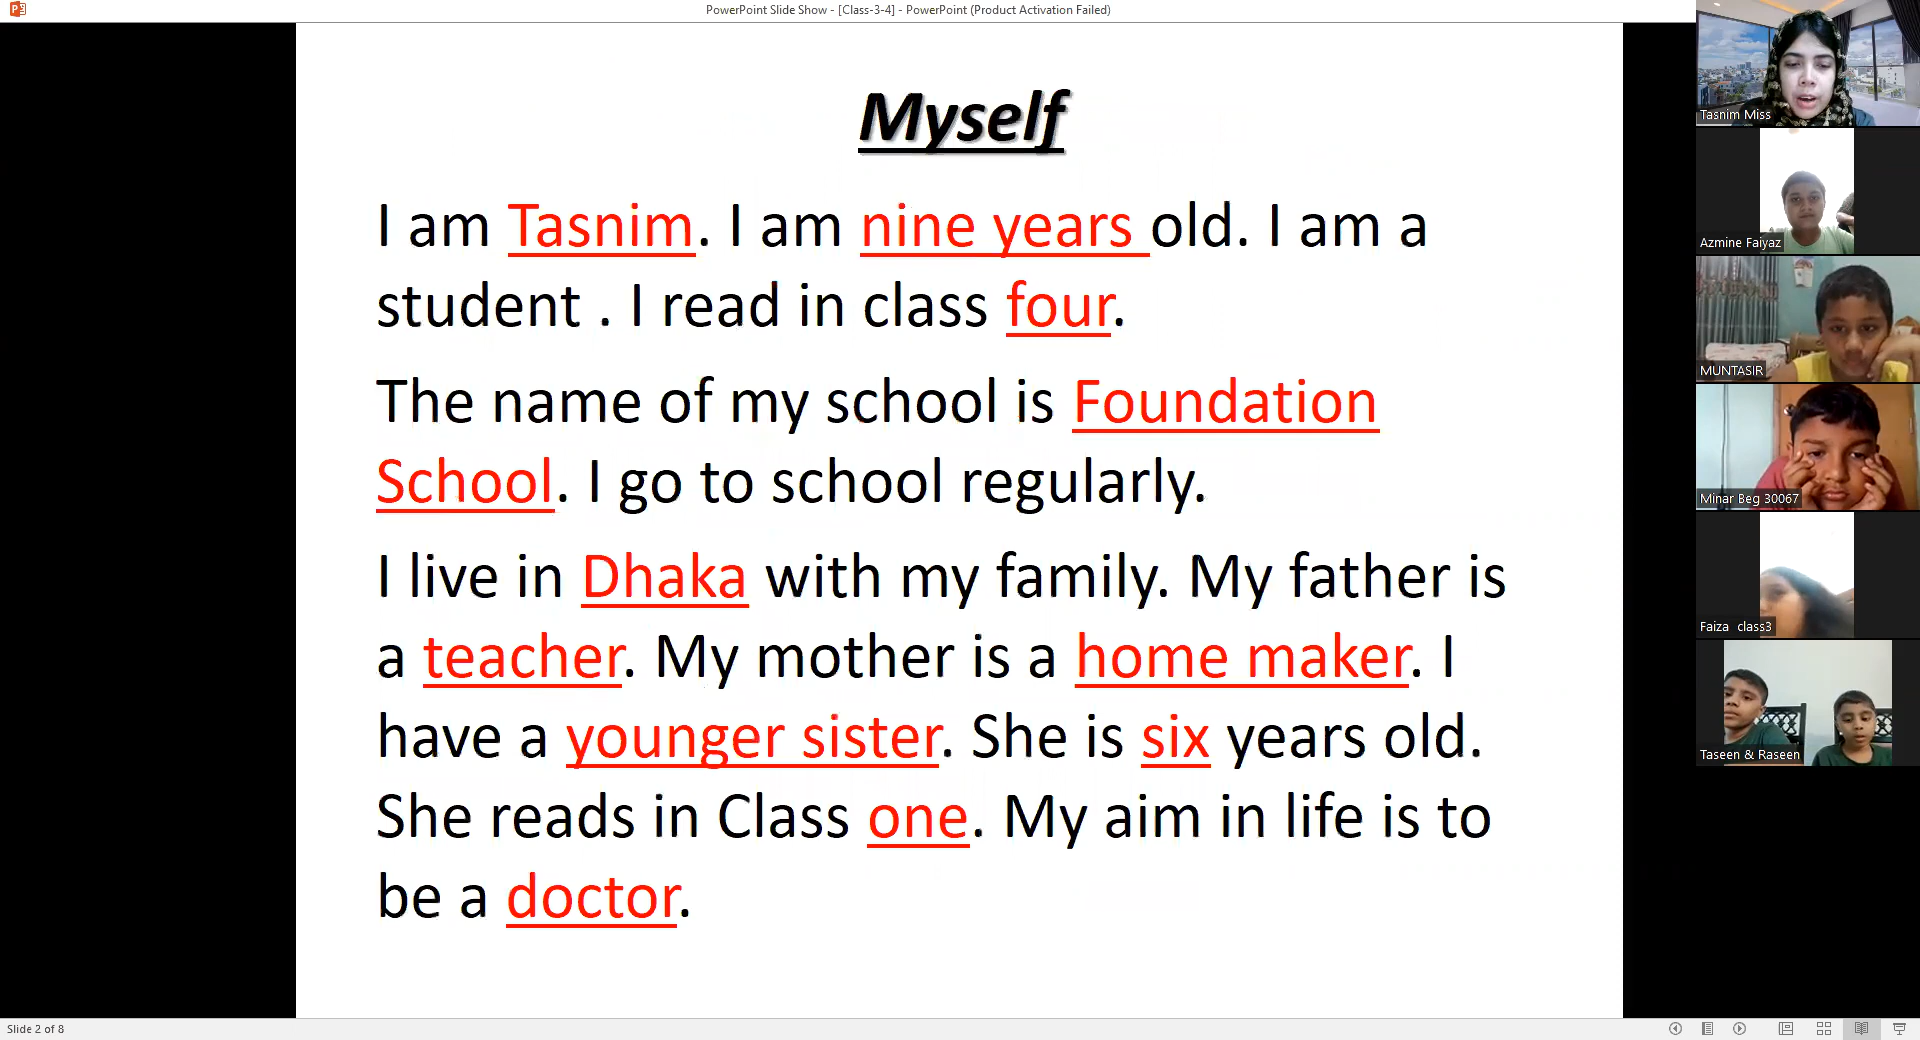 PowerPoint Slide Show - [Class-3-4] - PowerPoint (Product Activation Failed)
Myself
I am Tasnim. I am nine years old. I am a
student . I read in class four.
The name of my school is Foundation
School. I go to school regularly.
I live in Dhaka with my family. My father is
a teacher. My mother is a home maker. I
have a younger sister. She is six years old.
She reads in Class one. My aim in life is to
be a doctor.
Tasnim Miss
Azmine Faiyaz
MUNTASIR
Minar Beg 30067
Faiza class3
Taseen & Raseen
Slide 2 of 8